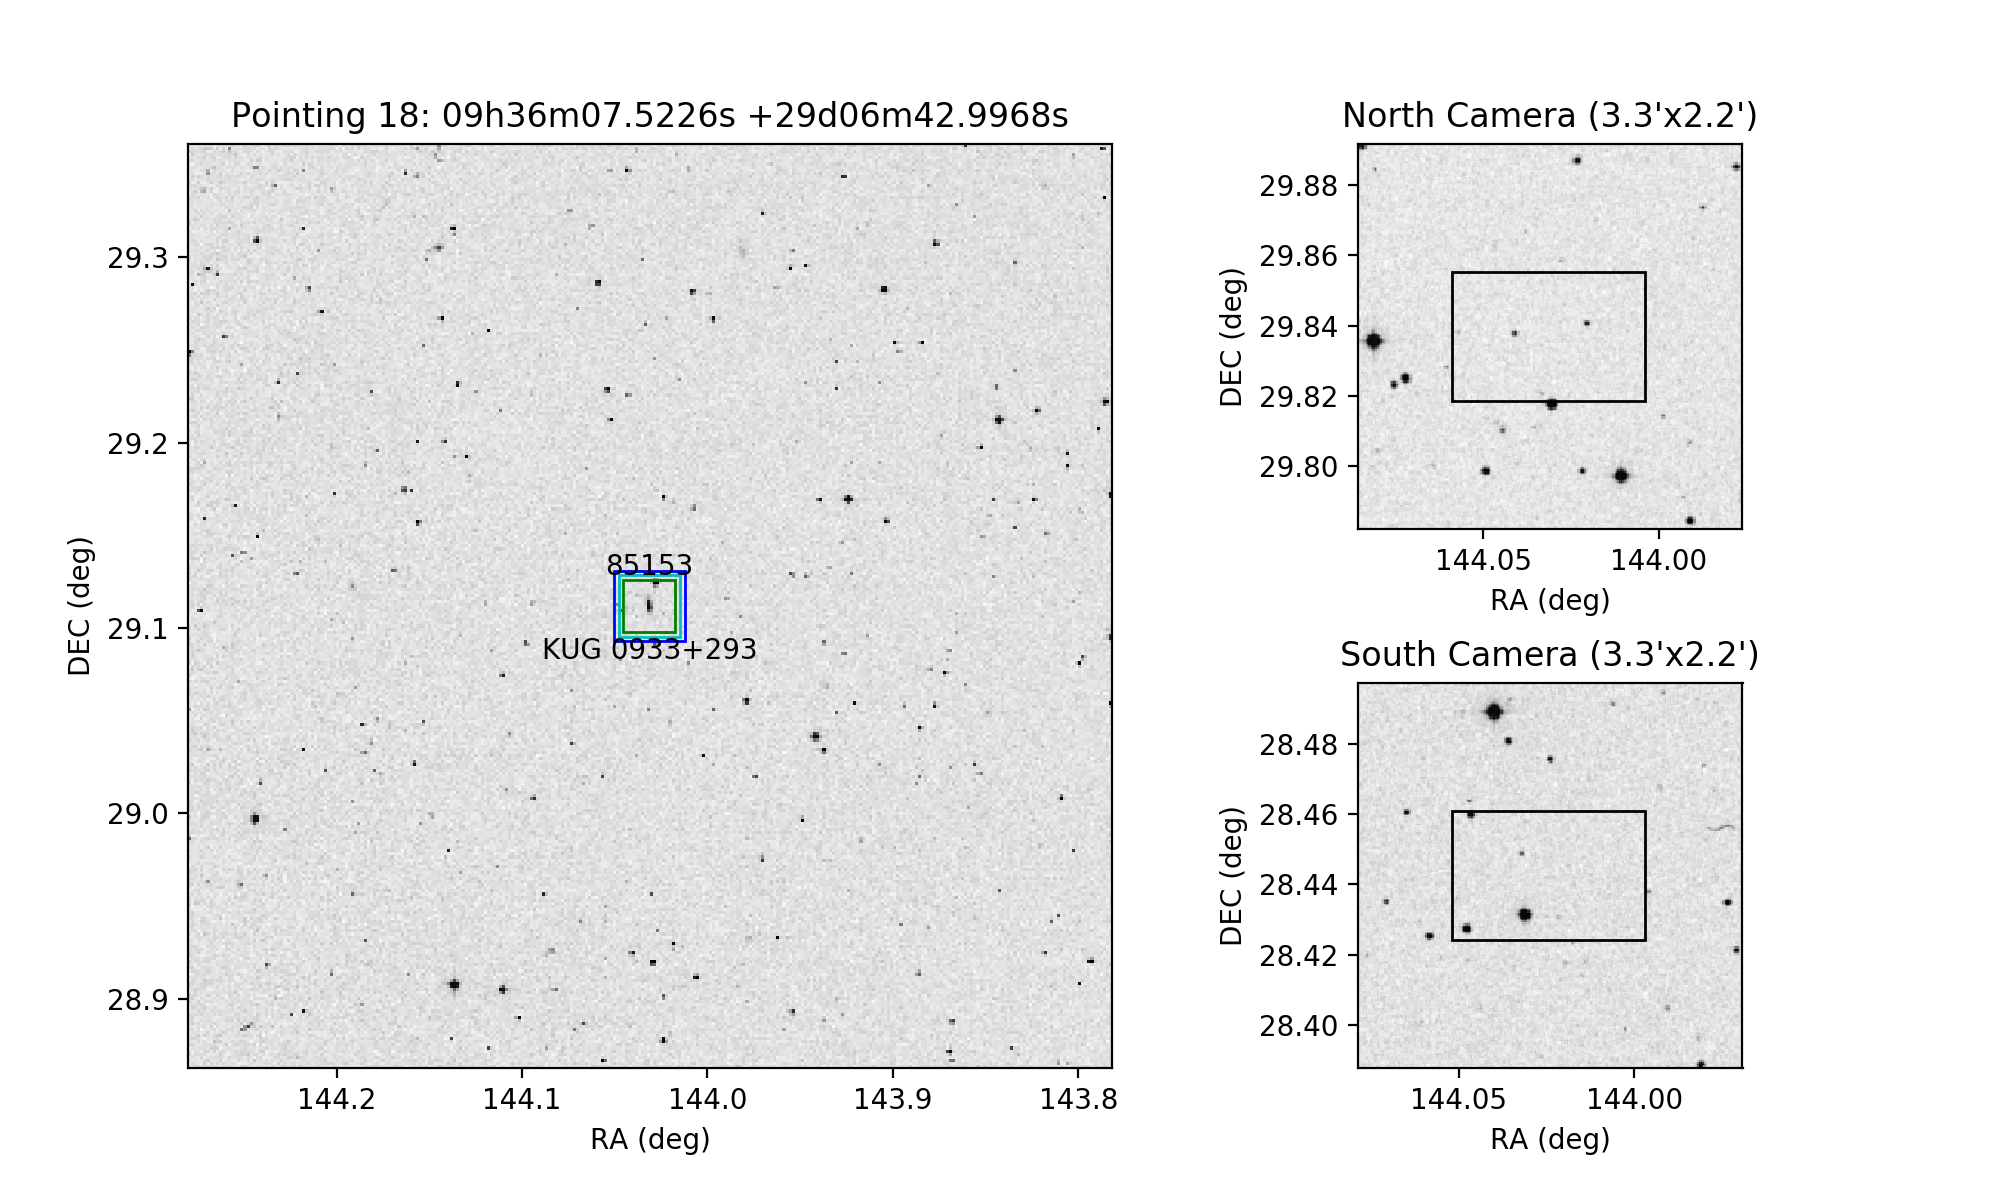 Pointing 18: 09h36m07.5226s +29d06m42.9968s
29.3
29.2
29.1
29.0
28.9
DEC (deg)
85153
KUG 0933+293
144.2 144.1 144.0 143.9 143.8
RA (deg)
North Camera (3.3'x2.2')
29.88
29.86
29.84
29.82
29.80
DEC (deg)
144.05 144.00
RA (deg)
South Camera (3.3'x2.2')
28.48
28.46
28.44
28.42
28.40
DEC (deg)
144.05 144.00
RA (deg)